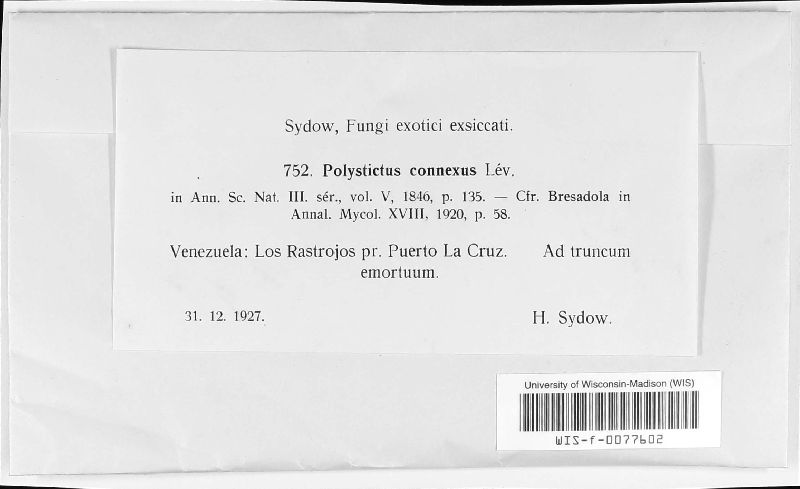 Sydow, Fungi exotici exsiccati.
752. Polystictus connexus Lév.
in Ann. Sc. Nat. III. sér., vol. V, 1846, p. 135. — Cfr. Bresadola in
Annal. Mycol. XVIII, 1920, p. 58.
Venezuela: Los Rastrojos pr. Puerto La Cruz. Ad truncum
emortuum.
31. 12. 1927. H. Sydow.
University of Wisconsin-Madison (WIS)
WIS-f-0077602